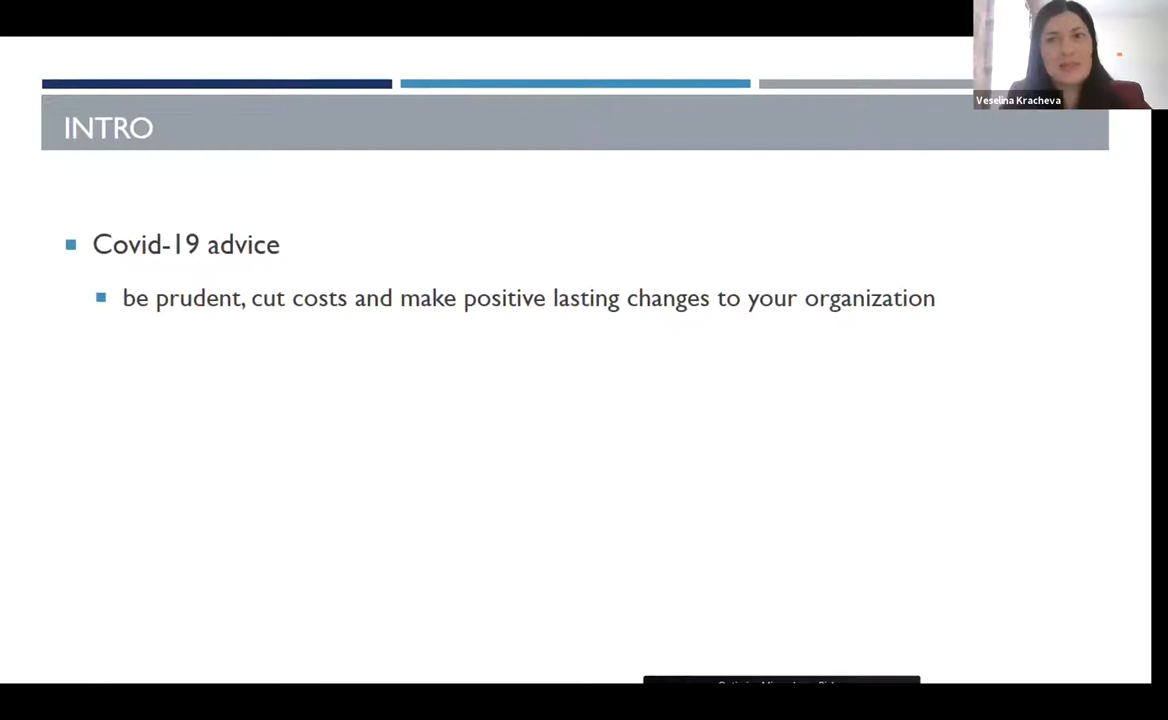 Veselina Kracheva
INTRO
Covid-19 advice
be prudent, cut costs and make positive lasting changes to your organization